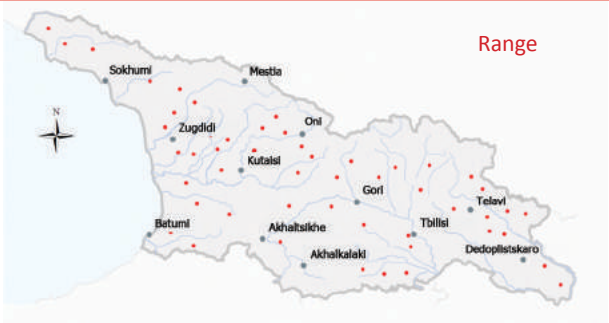 Range
Sokhumi
Mestia
N
Oni
Zugdidi
Kutaisi
Gori
Telavi
Batumi
Akhaltsikhe
Tbilisi
Dedoplistskaro
Akhalkalaki